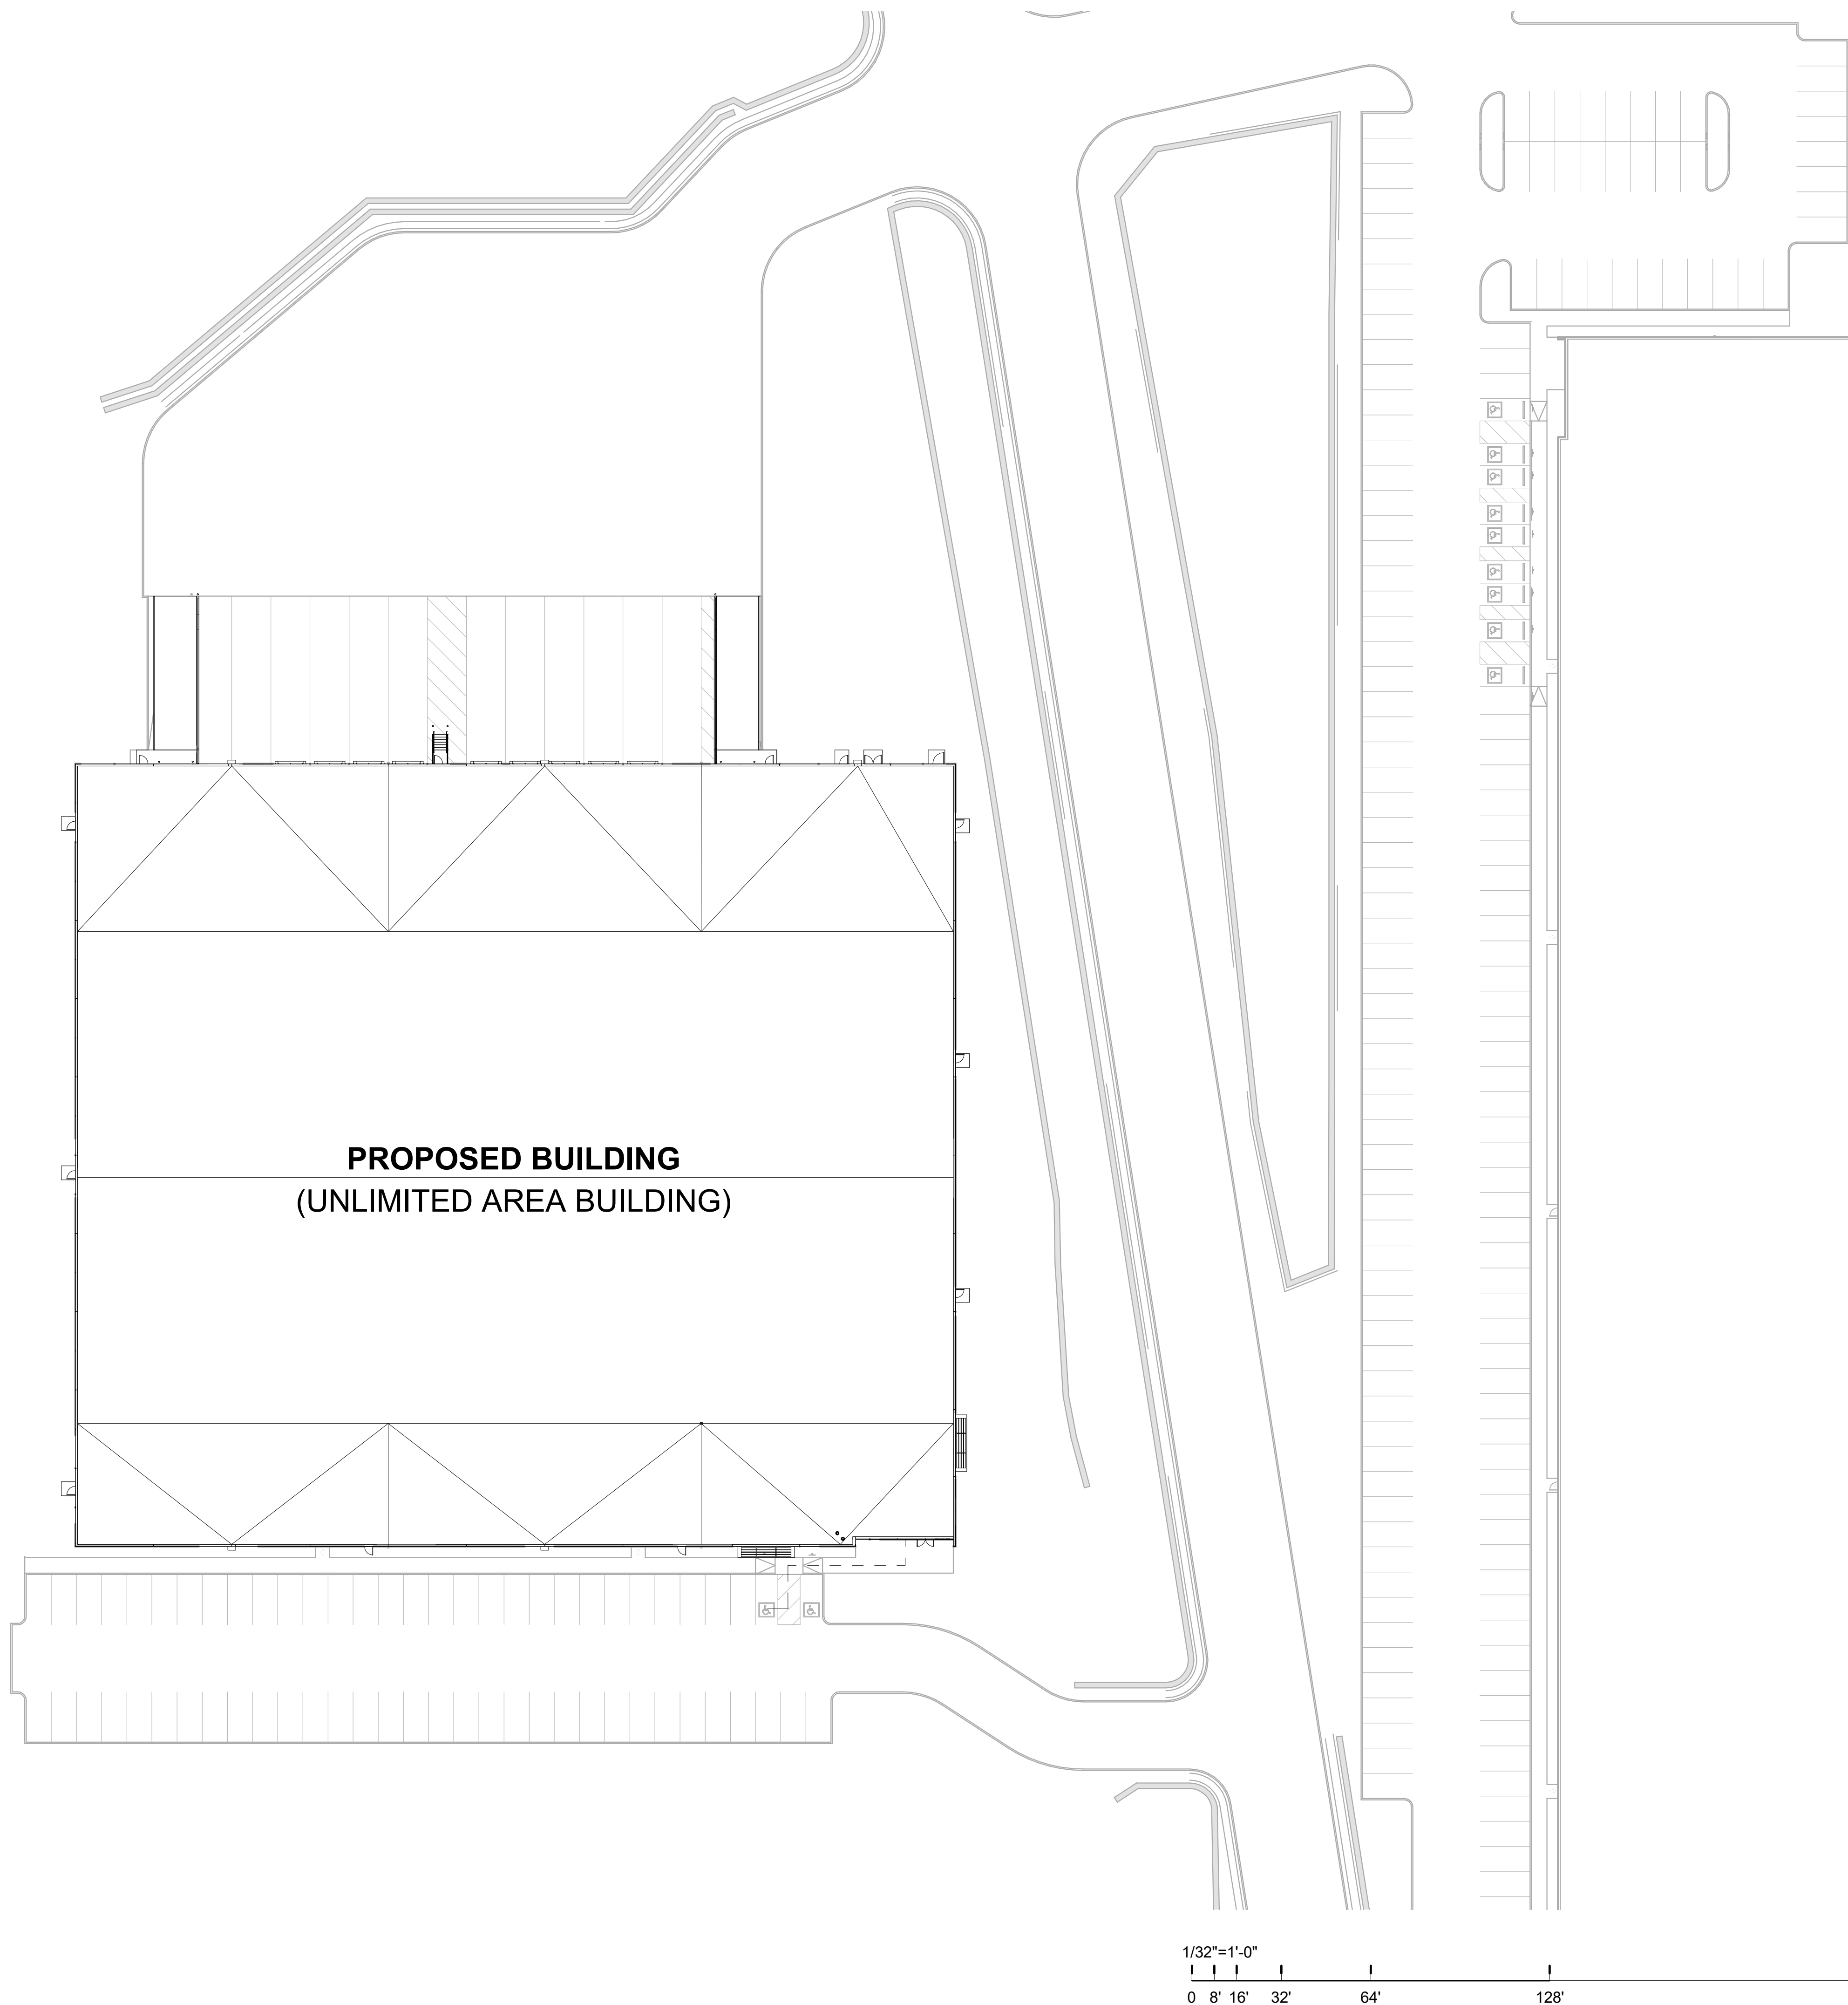 PROPOSED BUILDING
(UNLIMITED AREA BUILDING)
1/32"=1'-0"
0 8' 16' 32' 64' 128'